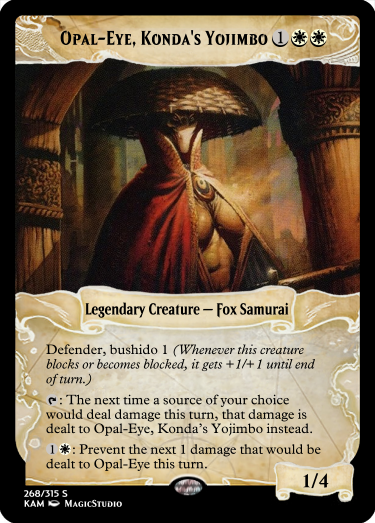 Opal-Eye, Konda's Yojimbo 1
Legendary Creature — Fox Samurai
Defender, bushido 1 (Whenever this creature
blocks or becomes blocked, it gets +1/+1 until end
of turn.)
: The next time a source of your choice
would deal damage this turn, that damage is
dealt to Opal-Eye, Konda's Yojimbo instead.
1 : Prevent the next 1 damage that would be
dealt to Opal-Eye this turn.
268/315 S
KAM MagicStudio
1/4